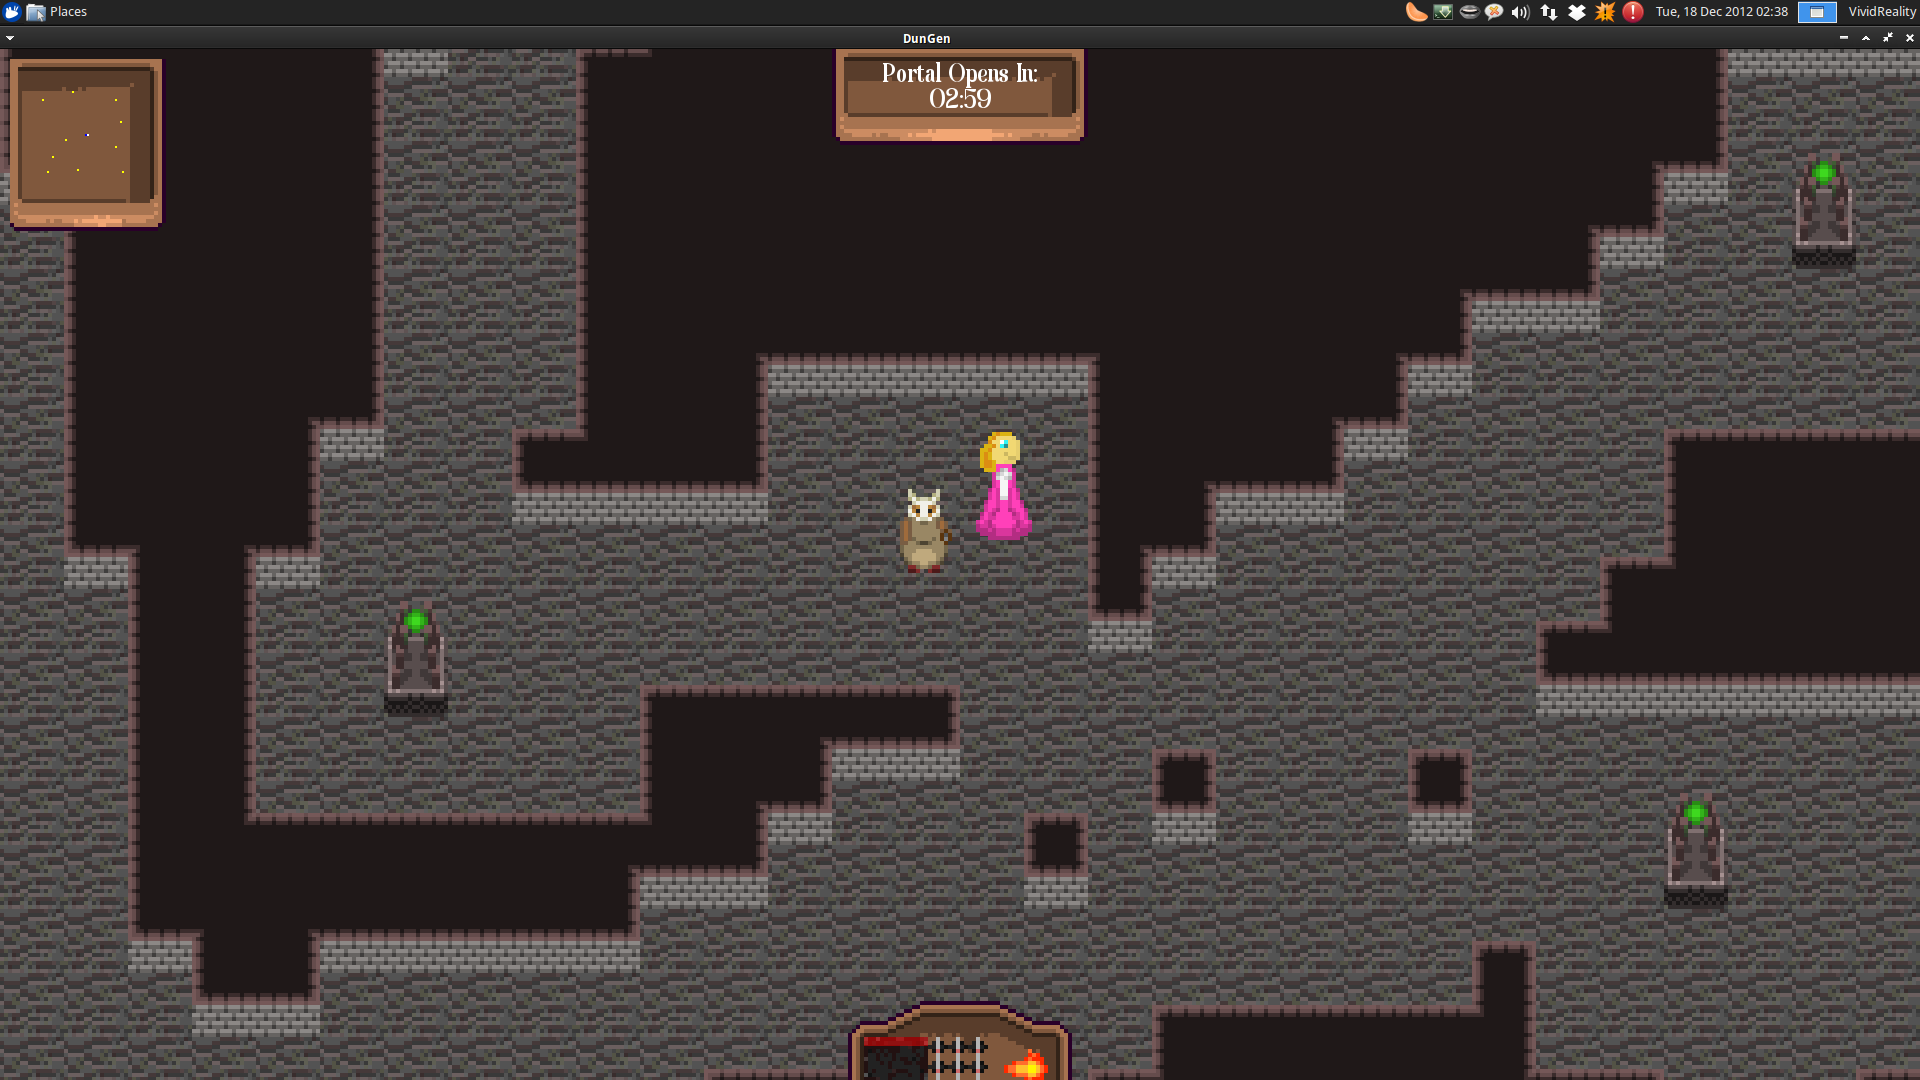 Places
Tue, 18 Dec 2012 02:38
VividReality
DunGen
Portal Opens In:
02:59